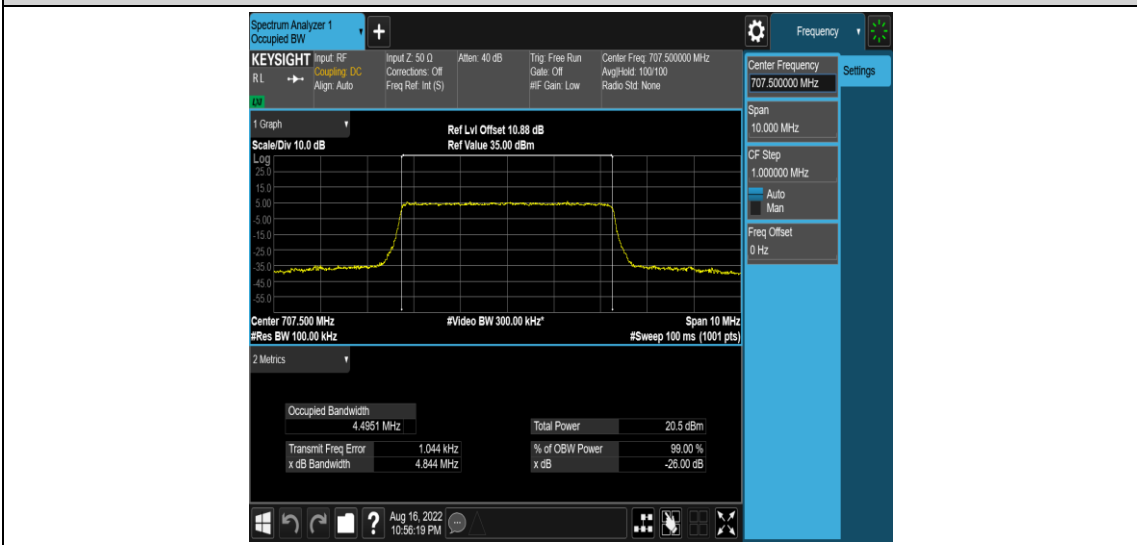 Spectrum Analyzer 1
Occupied BW
+
Frequency
KEYSIGHT
RL
Input: RF
Coupling: DC
Align: Auto
Input Z: 50 Ω
Corrections: Off
Freq Ref: Int (S)
Atten: 40 dB
Trig: Free Run
Gate: Off
#IF Gain: Low
Center Freq: 707.500000 MHz
Avg|Hold: 100/100
Radio Std: None
Center Frequency
707.500000 MHz
Settings
Span
10.000 MHz
CF Step
1.000000 MHz
Auto
Man
Freq Offset
0 Hz
1 Graph
Scale/Div 10.0 dB
Ref Lvl Offset 10.88 dB
Ref Value 35.00 dBm
Log
25.0
15.0
5.00
-5.00
-15.0
-25.0
-35.0
-45.0
-55.0
Center 707.500 MHz
#Video BW 300.00 kHz*
Span 10 MHz
#Res BW 100.00 kHz
#Sweep 100 ms (1001 pts)
2 Metrics
Occupied Bandwidth
4.4951 MHz
Total Power 20.5 dBm
Transmit Freq Error 1.044 kHz
% of OBW Power 99.00 %
x dB Bandwidth 4.844 MHz
x dB -26.00 dB
?
Aug 16, 2022
10:56:19 PM